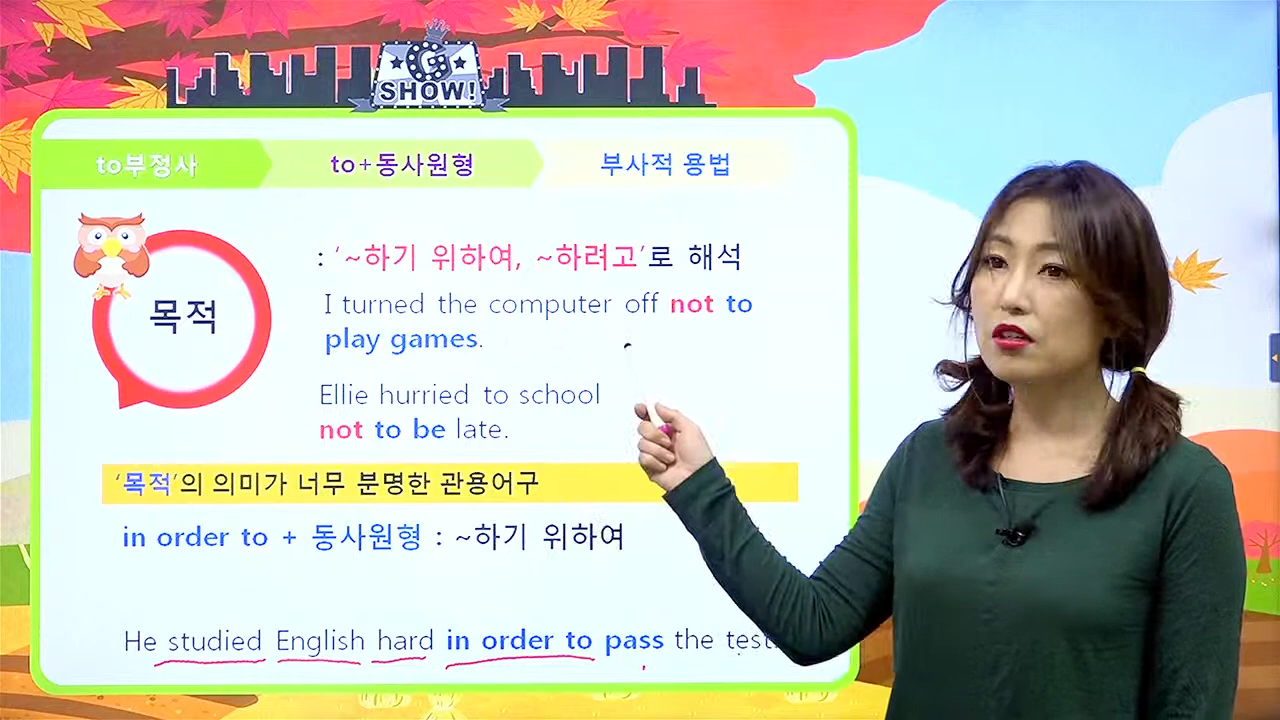 G
SHOW!
to부정사
to+동사원형
부사적 용법
목적
: ‘~하기 위하여, ~하려고’로 해석
I turned the computer off not to
play games.
Ellie hurried to school
not to be late.
‘목적’의 의미가 너무 분명한 관용어구
in order to + 동사원형 : ~하기 위하여
He studied English hard in order to pass the test.